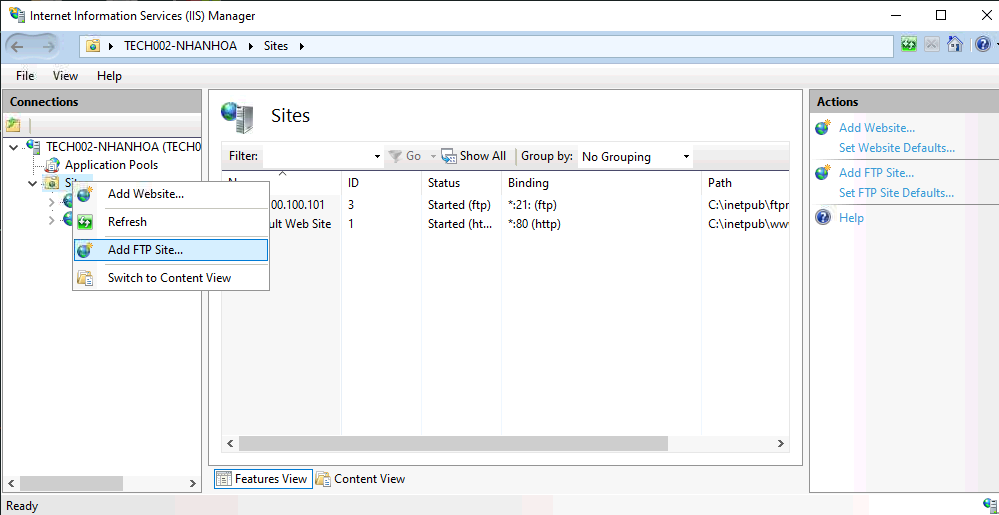 Internet Information Services (IIS) Manager
TECH002-NHANHOA Sites
File View Help
Connections
TECH002-NHANHOA (TECH0
Application Pools
Add Website...
Refresh
Add FTP Site...
Switch to Content View
Sites
Filter: Go Show All Group by: No Grouping
ID Status Binding Path
00.100.101 3 Started (ftp) *:21: (ftp) C:\inetpub\ftpr
ult Web Site 1 Started (ht... *:80 (http) C:\inetpub\ww
Features View Content View
Actions
Add Website...
Set Website Defaults...
Add FTP Site...
Set FTP Site Defaults...
Help
Ready